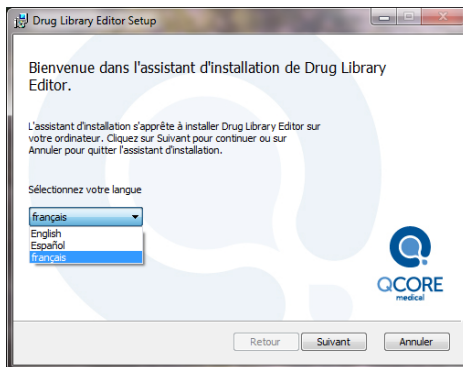 Drug Library Editor Setup
Bienvenue dans l'assistant d'installation de Drug Library
Editor.
L'assistant d'installation s'apprête à installer Drug Library Editor sur
votre ordinateur. Cliquez sur Suivant pour continuer ou sur
Annuler pour quitter l'assistant d'installation.
Sélectionnez votre langue
français
English
Español
français
QCORE
medical
Retour
Suivant
Annuler